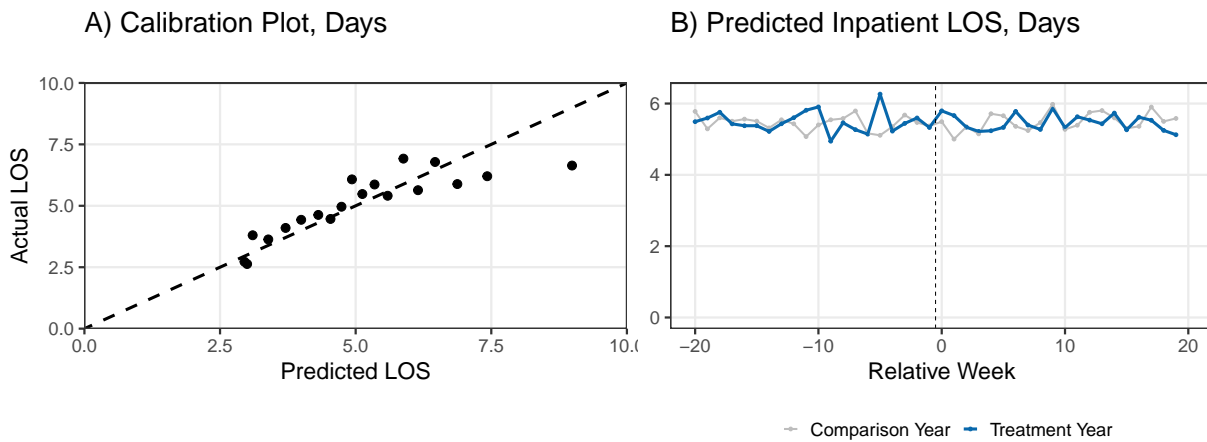 A) Calibration Plot, Days
10.0
7.5
5.0
2.5
0.0
Actual LOS
0.0 2.5 5.0 7.5 10.0
Predicted LOS
B) Predicted Inpatient LOS, Days
6
4
2
0
−20 −10 0 10 20
Relative Week
Comparison Year Treatment Year